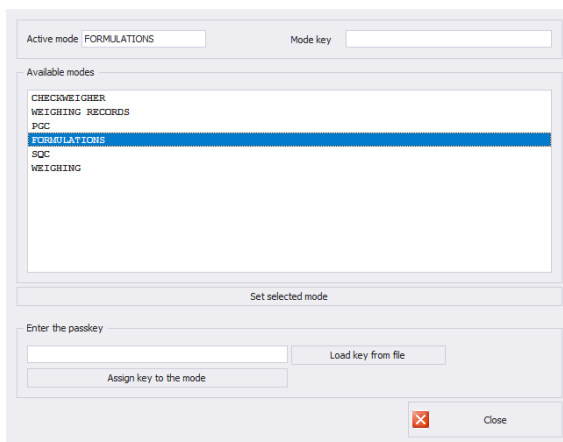 Active mode FORMULATIONS Mode key
Available modes
CHECKWEIGHER
WEIGHING RECORDS
PGC
FORMULATIONS
SQC
WEIGHING
Set selected mode
Enter the passkey
Load key from file
Assign key to the mode
Close